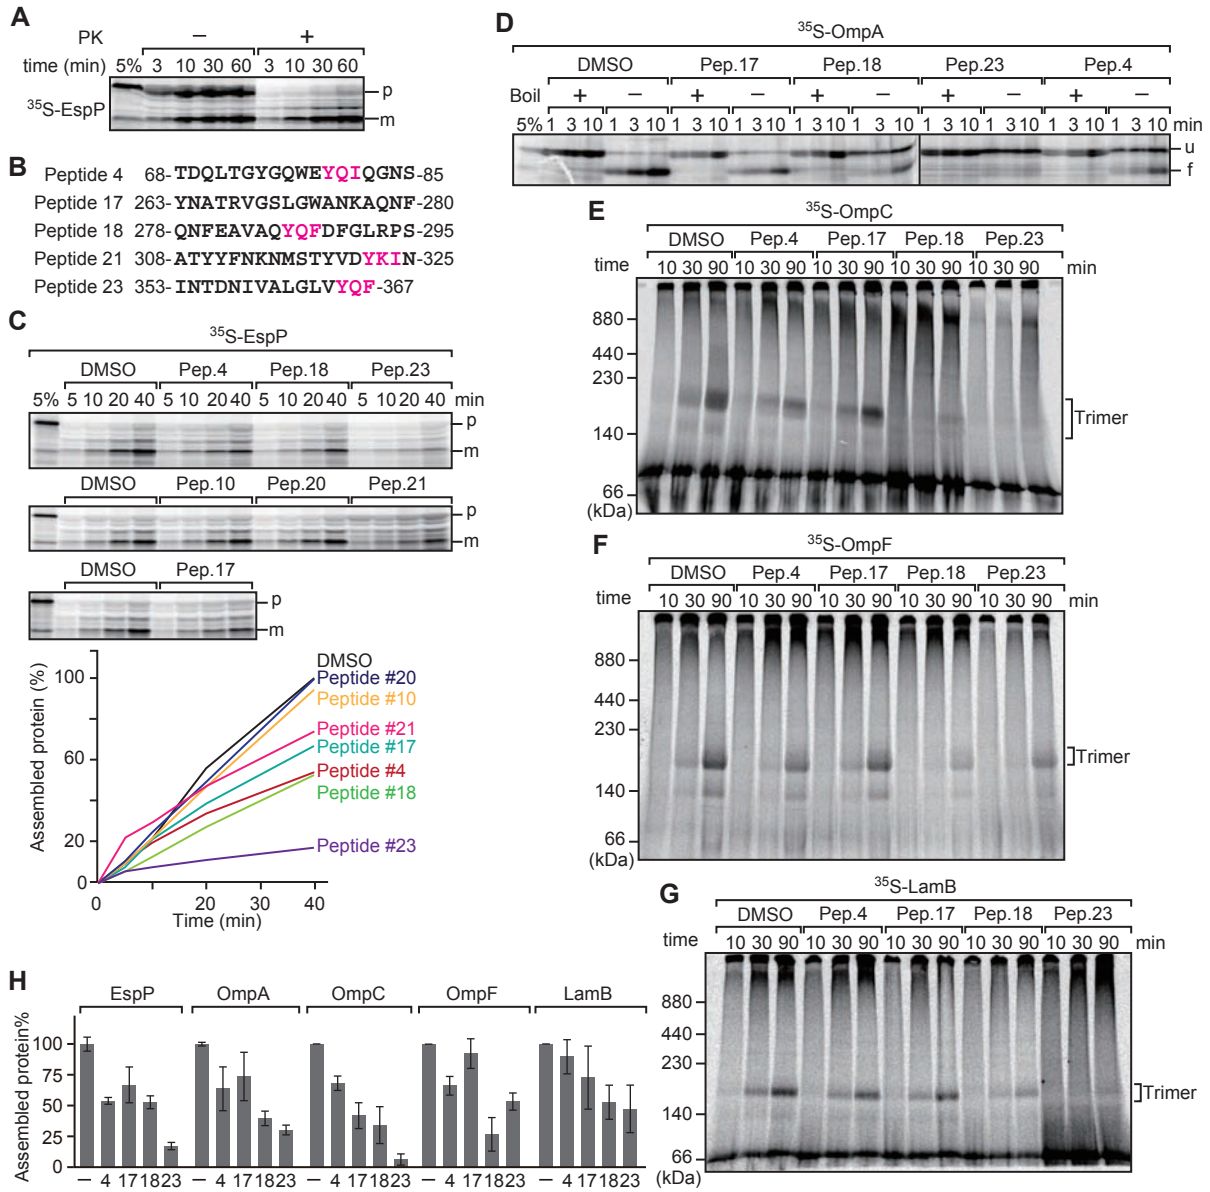 A
PK − +
time (min) 5% 3 10 30 60 3 10 30 60
p
35S-EspP
m
B
Peptide 4 68-TDQLTGYGQWEYQIQGNS-85
Peptide 17 263-YNATRVGSLGWANKAQNF-280
Peptide 18 278-QNFEAVAQYQFDFGLRPS-295
Peptide 21 308-ATYYFNKNMSTYVDYKIN-325
Peptide 23 353-INTDNIVALGLVYQF-367
C
35S-EspP
DMSO Pep.4 Pep.18 Pep.23
5% 5 10 20 40 5 10 20 40 5 10 20 40 5 10 20 40 min
p
m
DMSO Pep.10 Pep.20 Pep.21
p
m
DMSO Pep.17
p
m
Assembled protein (%)
100
60
20
0
0 10 20 30 40
Time (min)
DMSO
Peptide #20
Peptide #10
Peptide #21
Peptide #17
Peptide #4
Peptide #18
Peptide #23
D
35S-OmpA
DMSO Pep.17 Pep.18 Pep.23 Pep.4
Boil + − + − + − + − + −
5% 1 3 10 1 3 10 1 3 10 1 3 10 1 3 10 1 3 10 1 3 10 1 3 10 1 3 10 1 3 10 min
u
f
E
35S-OmpC
DMSO Pep.4 Pep.17 Pep.18 Pep.23
time 10 30 90 10 30 90 10 30 90 10 30 90 10 30 90 min
880
440
230
Trimer
140
66
(kDa)
F
35S-OmpF
DMSO Pep.4 Pep.17 Pep.18 Pep.23
time 10 30 90 10 30 90 10 30 90 10 30 90 10 30 90 min
880
440
230
Trimer
140
66
(kDa)
G
35S-LamB
DMSO Pep.4 Pep.17 Pep.18 Pep.23
time 10 30 90 10 30 90 10 30 90 10 30 90 10 30 90 min
880
440
230
Trimer
140
66
(kDa)
H
EspP OmpA OmpC OmpF LamB
Assembled protein%
100
75
50
25
0
− 4 17 18 23 − 4 17 18 23 − 4 17 18 23 − 4 17 18 23 − 4 17 18 23